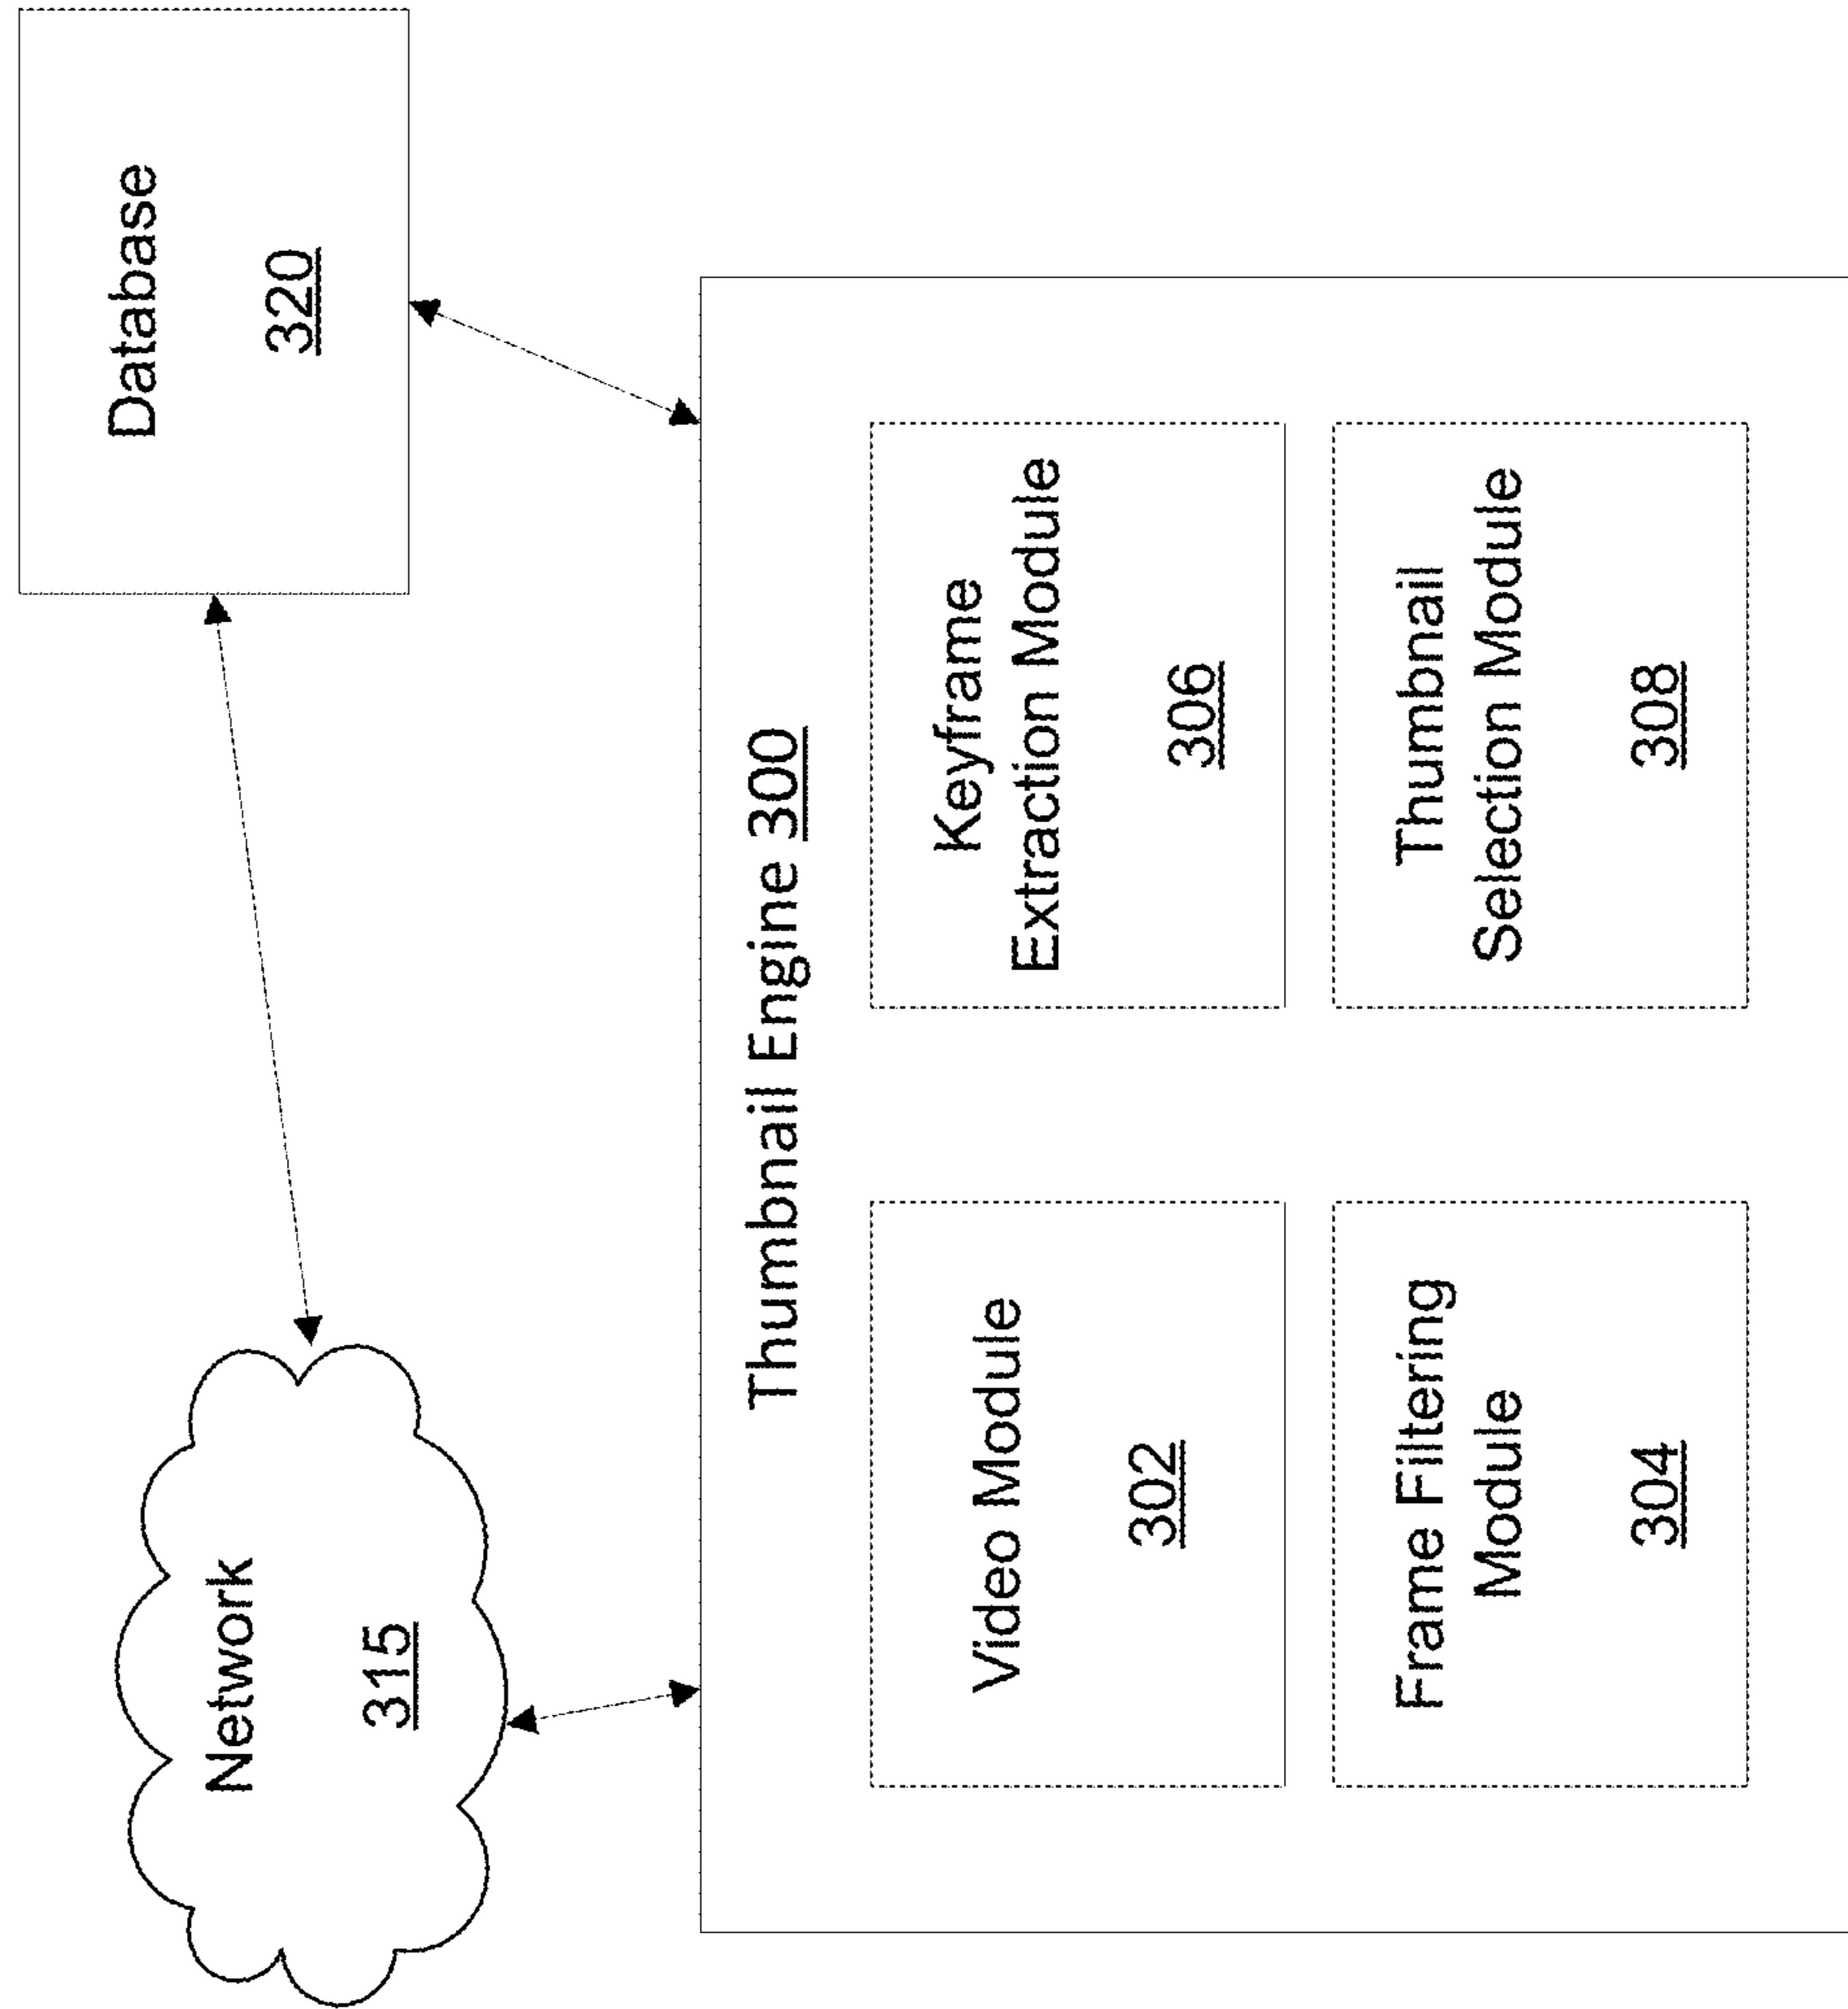 Network
315
Database
320
Thumbnail Engine 300
Video Module
302
Keyframe
Extraction Module
306
Frame Filtering
Module
304
Thumbnail
Selection Module
308